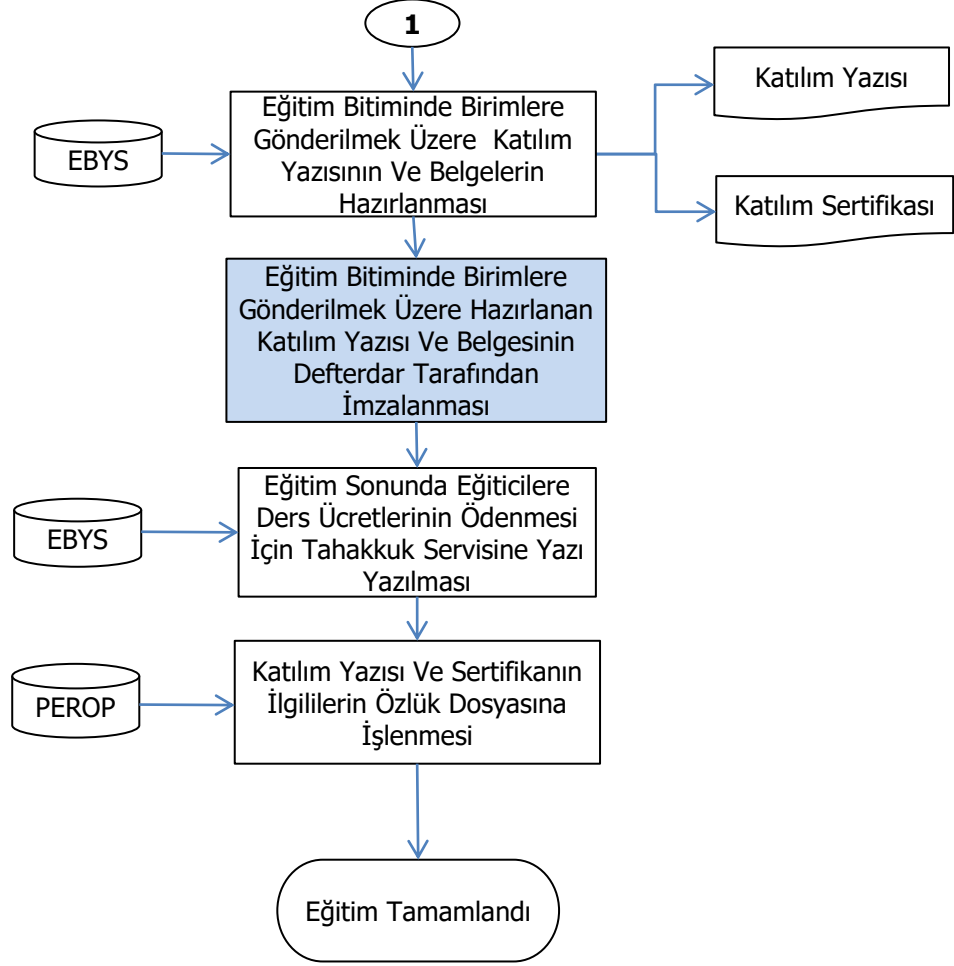 1
Eğitim Bitiminde Birimlere
Gönderilmek Üzere Katılım
Yazısının Ve Belgelerin
Hazırlanması
EBYS
Katılım Yazısı
Katılım Sertifikası
Eğitim Bitiminde Birimlere
Gönderilmek Üzere Hazırlanan
Katılım Yazısı Ve Belgesinin
Defterdar Tarafından
İmzalanması
Eğitim Sonunda Eğiticilere
Ders Ücretlerinin Ödenmesi
İçin Tahakkuk Servisine Yazı
Yazılması
EBYS
Katılım Yazısı Ve Sertifikanın
İlgililerin Özlük Dosyasına
İşlenmesi
PEROP
Eğitim Tamamlandı